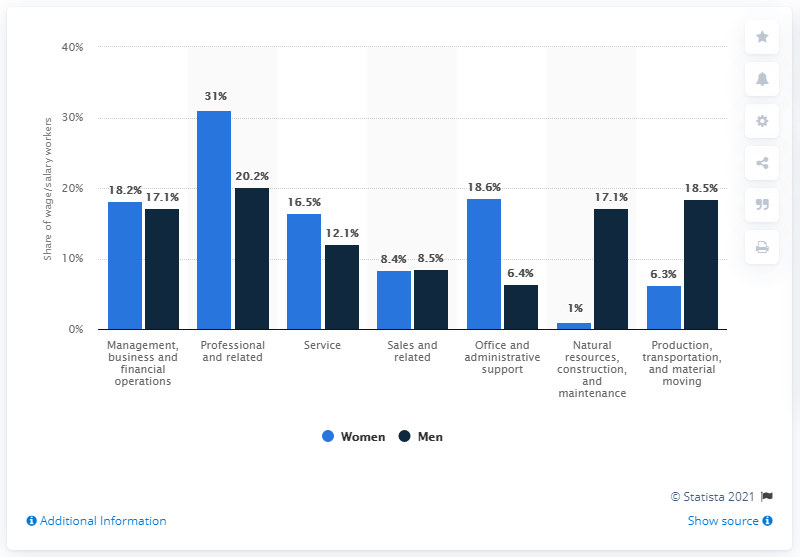 40%
30%
20%
10%
0%
Share of wage/salary workers
18.2%
17.1%
31%
20.2%
16.5%
12.1%
8.4%
8.5%
18.6%
6.4%
1%
17.1%
6.3%
18.5%
Management,
business and
financial
operations
Professional
and related
Service
Sales and
related
Office and
administrative
support
Natural
resources,
construction,
and
maintenance
Production,
transportation,
and material
moving
Women
Men
© Statista 2021
Additional Information
Show source